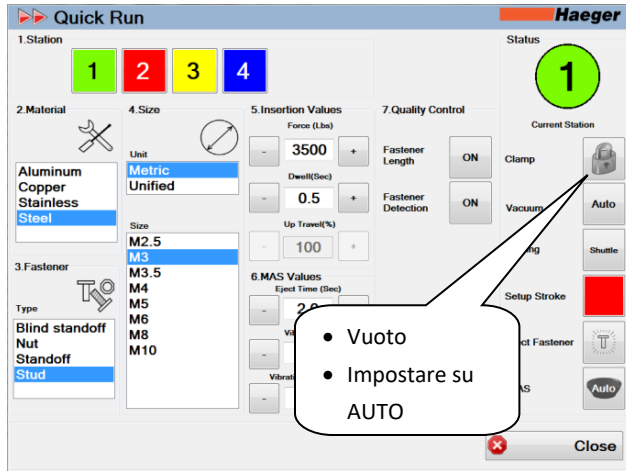 Quick Run
Haeger
1.Station
1
2
3
4
Status
1
Current Station
2.Material
Aluminum
Copper
Stainless
Steel
3.Fastener
Type
Blind standoff
Nut
Standoff
Stud
4.Size
Unit
Metric
Unified
Size
M2.5
M3
M3.5
M4
M5
M6
M8
M10
5.Insertion Values
Force (Lbs)
- 3500 +
Dwell(Sec)
- 0.5 +
Up Travel(%)
- 100 +
6.MAS Values
Eject Time (Sec)
-
-
-
7.Quality Control
Fastener Length ON
Fastener Detection ON
Clamp
Vacuum Auto
Shuttle
Setup Stroke
Fastener
Auto
• Vuoto
• Impostare su
AUTO
Close